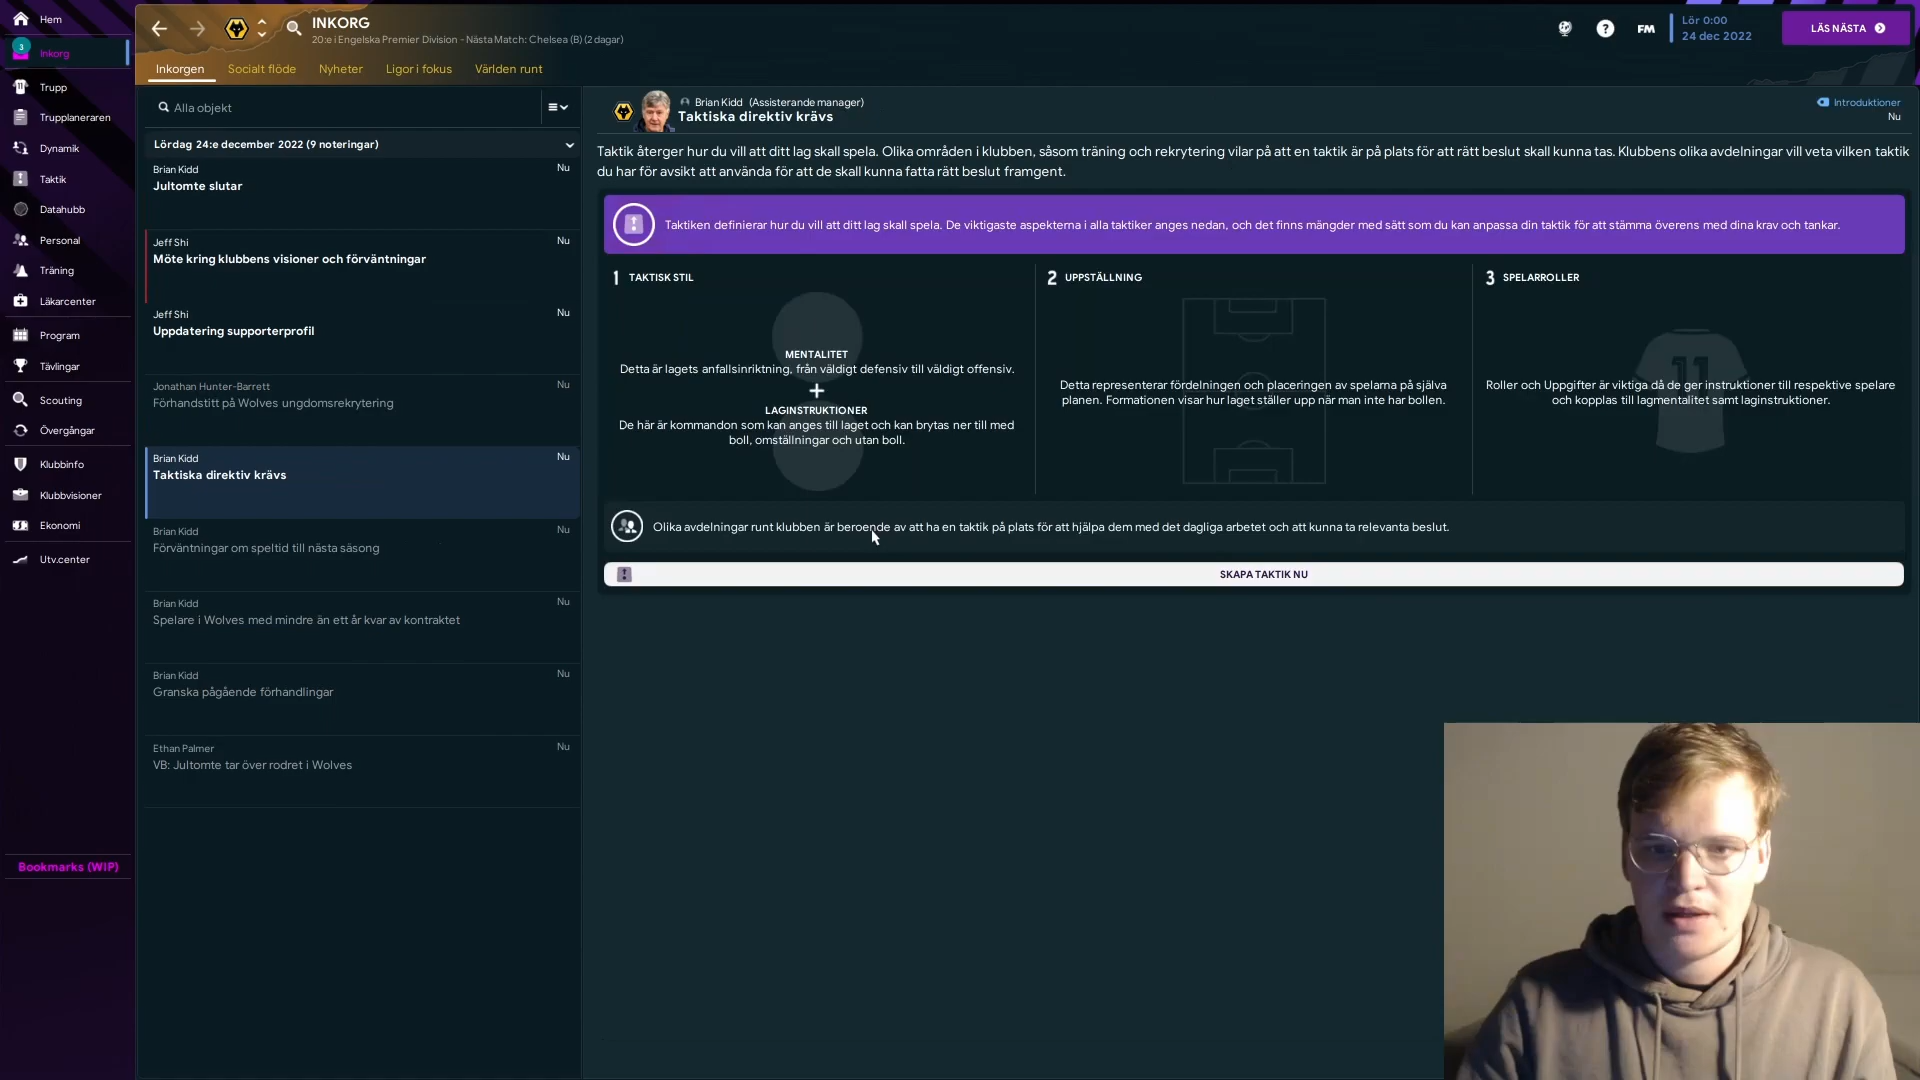 Hem
3
Inkorg
Trupp
Trupplaneraren
Dynamik
Taktik
Datahubb
Personal
Träning
Läkarcenter
Program
Tävlingar
Scouting
Övergångar
Klubbinfo
Klubbvisioner
Ekonomi
Utv.center
Bookmarks (WIP)
INKORG
20:e i Engelska Premier Division - Nästa Match: Chelsea (B) (2 dagar)
FM
Lör 0:00
24 dec 2022
LÄS NÄSTA
Inkorgen
Socialt flöde
Nyheter
Ligor i fokus
Världen runt
Alla objekt
Lördag 24:e december 2022 (9 noteringar)
Brian Kidd
Nu
Jultomte slutar
Jeff Shi
Nu
Möte kring klubbens visioner och förväntningar
Jeff Shi
Nu
Uppdatering supporterprofil
Jonathan Hunter-Barrett
Nu
Förhandstitt på Wolves ungdomsrekrytering
Brian Kidd
Nu
Taktiska direktiv krävs
Brian Kidd
Nu
Förväntningar om speltid till nästa säsong
Brian Kidd
Nu
Spelare i Wolves med mindre än ett år kvar av kontraktet
Brian Kidd
Nu
Granska pågående förhandlingar
Ethan Palmer
Nu
VB: Jultomte tar över rodret i Wolves
Brian Kidd (Assisterande manager)
Taktiska direktiv krävs
Introduktioner
Nu
Taktik återger hur du vill att ditt lag skall spela. Olika områden i klubben, såsom träning och rekrytering vilar på att en taktik är på plats för att rätt beslut skall kunna tas. Klubbens olika avdelningar vill veta vilken taktik
du har för avsikt att använda för att de skall kunna fatta rätt beslut framgent.
Taktiken definierar hur du vill att ditt lag skall spela. De viktigaste aspekterna i alla taktiker anges nedan, och det finns mängder med sätt som du kan anpassa din taktik för att stämma överens med dina krav och tankar.
1 TAKTISK STIL
MENTALITET
Detta är lagets anfallsinriktning, från väldigt defensiv till väldigt offensiv.
+
LAGINSTRUKTIONER
De här är kommandon som kan anges till laget och kan brytas ner till med
boll, omställningar och utan boll.
2 UPPSTÄLLNING
Detta representerar fördelningen och placeringen av spelarna på själva
planen. Formationen visar hur laget ställer upp när man inte har bollen.
3 SPELARROLLER
11
Roller och Uppgifter är viktiga då de ger instruktioner till respektive spelare
och kopplas till lagmentalitet samt laginstruktioner.
Olika avdelningar runt klubben är beroende av att ha en taktik på plats för att hjälpa dem med det dagliga arbetet och att kunna ta relevanta beslut.
SKAPA TAKTIK NU